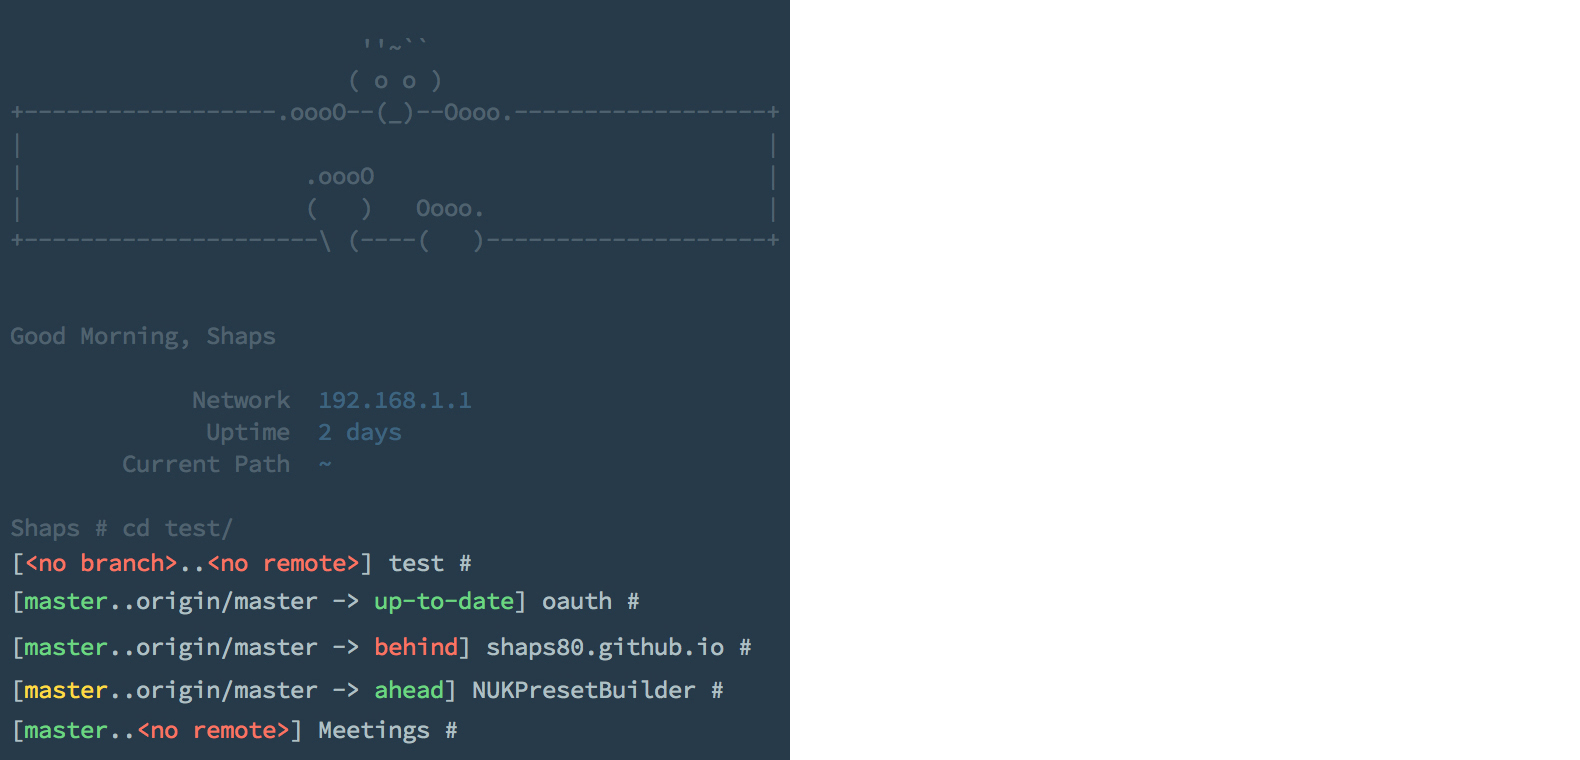 ''~``
( o o )
+------------------.oooO--(_)--Oooo.------------------+
|                                                     |
|                    .oooO                            |
|                    (   )   Oooo.                    |
+---------------------\ (----(   )--------------------+
Good Morning, Shaps
Network  192.168.1.1
Uptime  2 days
Current Path  ~
Shaps # cd test/
[<no branch>..<no remote>] test #
[master..origin/master -> up-to-date] oauth #
[master..origin/master -> behind] shaps80.github.io #
[master..origin/master -> ahead] NUKPresetBuilder #
[master..<no remote>] Meetings #